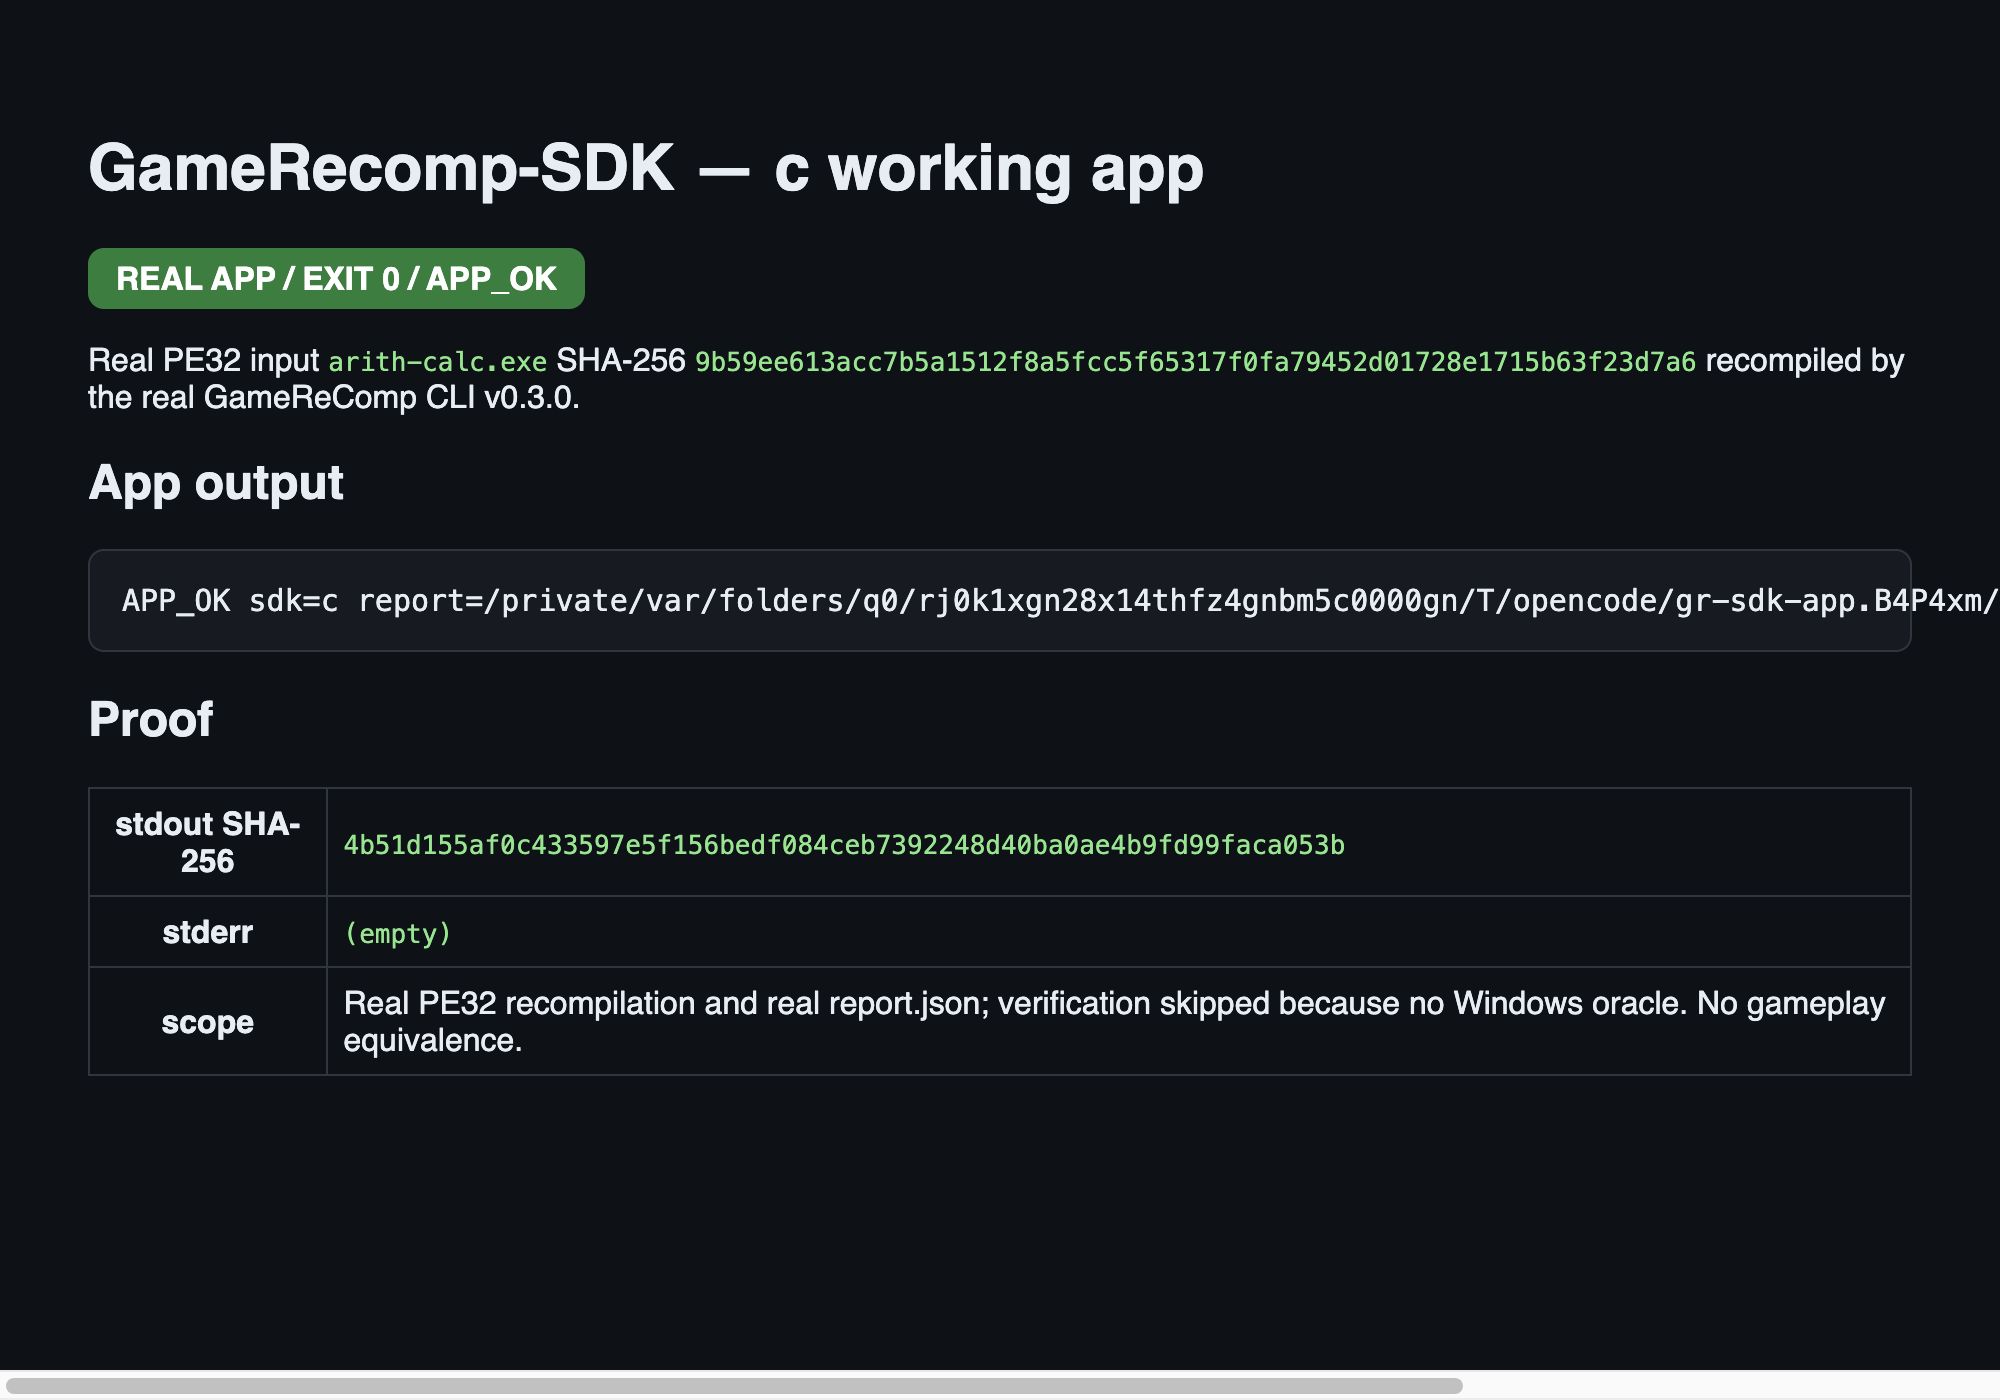 GameRecomp-SDK — c working app
REAL APP / EXIT 0 / APP_OK
Real PE32 input arith-calc.exe SHA-256 9b59ee613acc7b5a1512f8a5fcc5f65317f0fa79452d01728e1715b63f23d7a6 recompiled by
the real GameReComp CLI v0.3.0.
App output
APP_OK sdk=c report=/private/var/folders/q0/rj0k1xgn28x14thfz4gnbm5c0000gn/T/opencode/gr-sdk-app.B4P4xm/
Proof
stdout SHA-
256
4b51d155af0c433597e5f156bedf084ceb7392248d40ba0ae4b9fd99faca053b
stderr
(empty)
scope
Real PE32 recompilation and real report.json; verification skipped because no Windows oracle. No gameplay
equivalence.